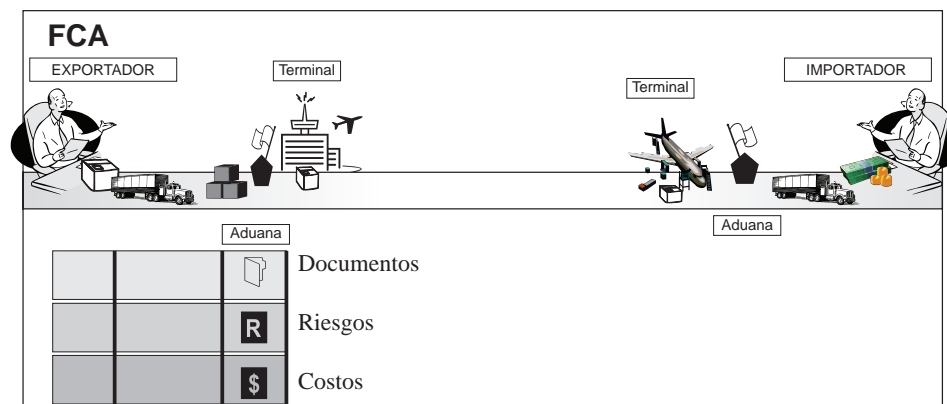 FCA
EXPORTADOR
Terminal
Terminal
IMPORTADOR
Aduana
Aduana
Documentos
R
Riesgos
$
Costos